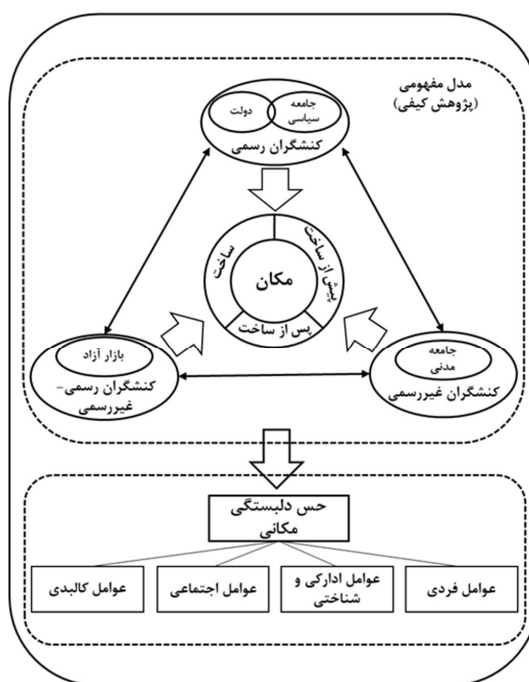 مدل مفهومی
(پژوهش کیفی)
جامعه
سیاسی
دولت
کنشگران رسمی
پیش از ساخت
ساخت
مکان
پس از ساخت
جامعه
مدنی
کنشگران غیررسمی
بازار آزاد
کنشگران رسمی-
غیررسمی
حس دلبستگی
مکانی
عوامل فردی
عوامل ادارکی و
شناختی
عوامل اجتماعی
عوامل کالبدی